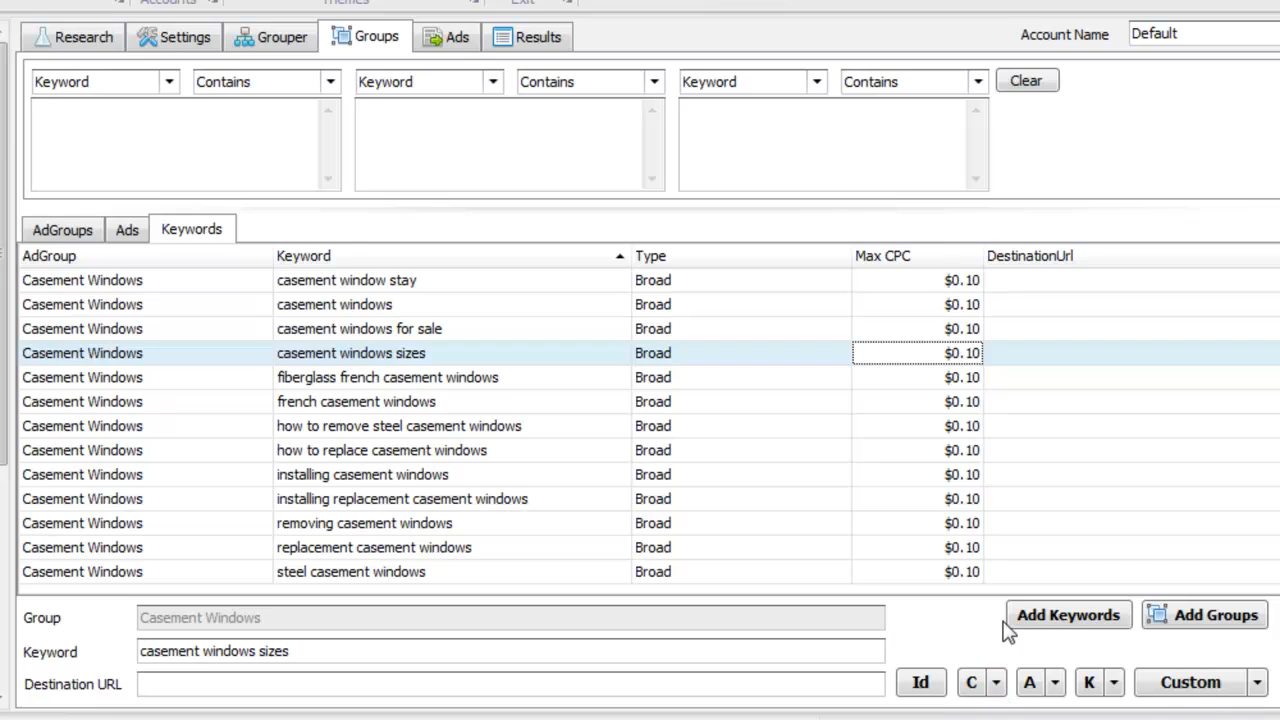 Accounts Themes Exit
Research Settings Grouper Groups Ads Results Account Name Default
Keyword Contains Keyword Contains Keyword Contains Clear
AdGroups Ads Keywords
AdGroup Keyword Type Max CPC DestinationUrl
Casement Windows casement window stay Broad $0.10
Casement Windows casement windows Broad $0.10
Casement Windows casement windows for sale Broad $0.10
Casement Windows casement windows sizes Broad $0.10
Casement Windows fiberglass french casement windows Broad $0.10
Casement Windows french casement windows Broad $0.10
Casement Windows how to remove steel casement windows Broad $0.10
Casement Windows how to replace casement windows Broad $0.10
Casement Windows installing casement windows Broad $0.10
Casement Windows installing replacement casement windows Broad $0.10
Casement Windows removing casement windows Broad $0.10
Casement Windows replacement casement windows Broad $0.10
Casement Windows steel casement windows Broad $0.10
Group Casement Windows Add Keywords Add Groups
Keyword casement windows sizes
Destination URL Id C A K Custom